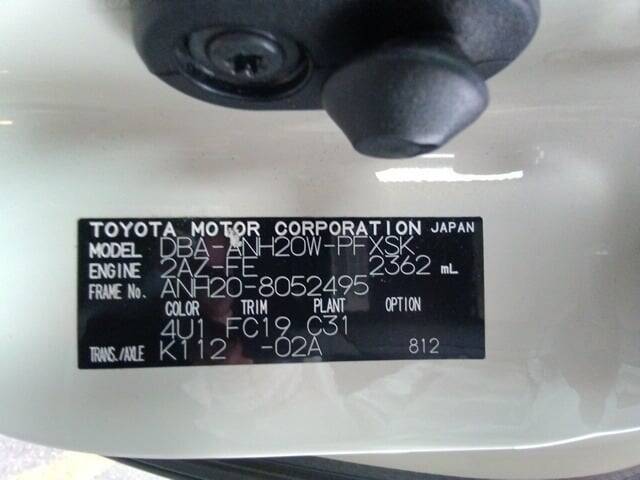 TOYOTA MOTOR CORPORATION JAPAN
MODEL DBA-ANH20W-PFXSK
ENGINE 2AZ-FE 2362 mL
FRAME No. ANH20-8052495
COLOR TRIM PLANT OPTION
4U1 FC19 C31
TRANS./AXLE K112 -02A 812